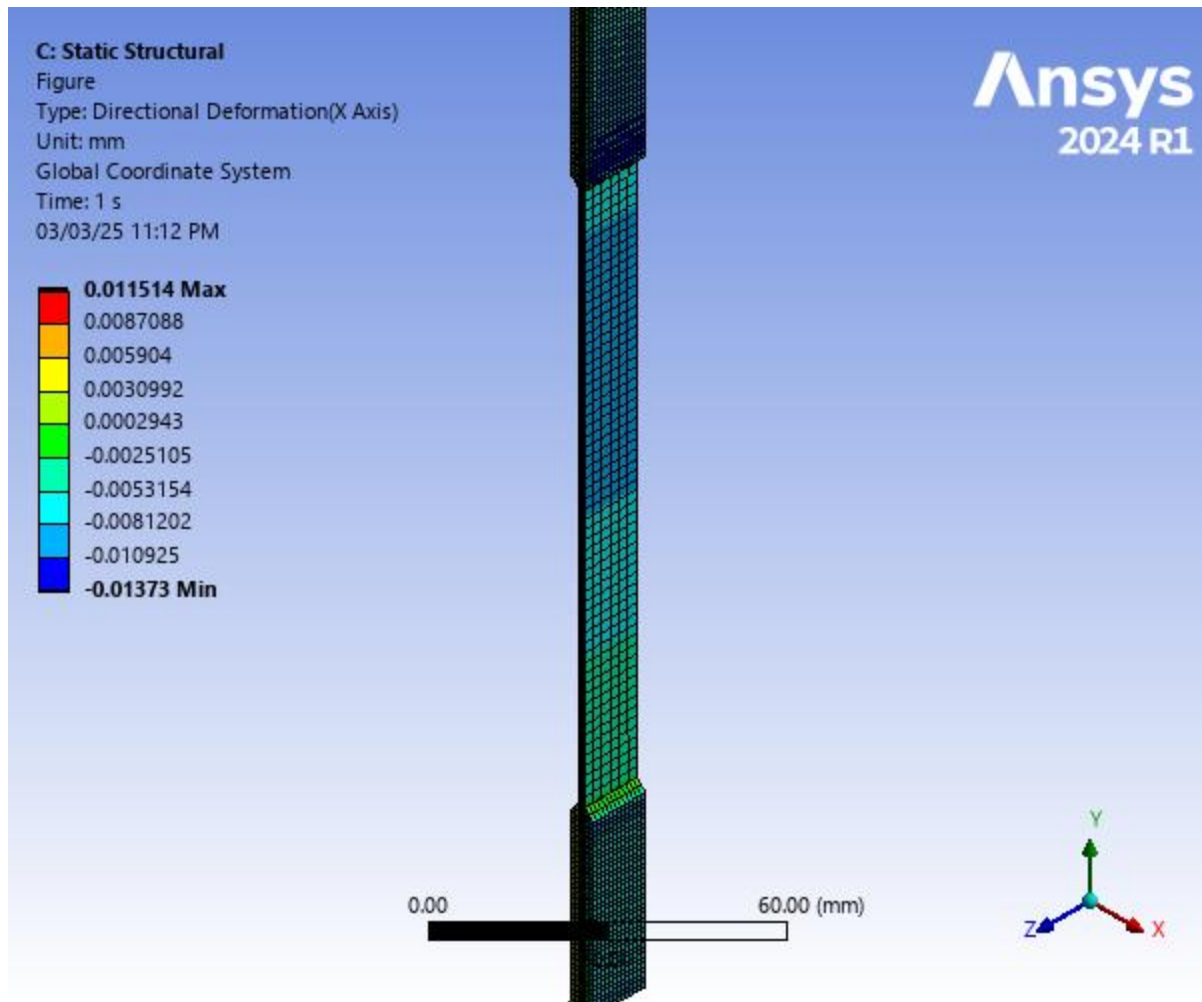 C: Static Structural
Figure
Type: Directional Deformation(X Axis)
Unit: mm
Global Coordinate System
Time: 1 s
03/03/25 11:12 PM
0.011514 Max
0.0087088
0.005904
0.0030992
0.0002943
-0.0025105
-0.0053154
-0.0081202
-0.010925
-0.01373 Min
Ansys
2024 R1
0.00
60.00 (mm)
Y
Z
X